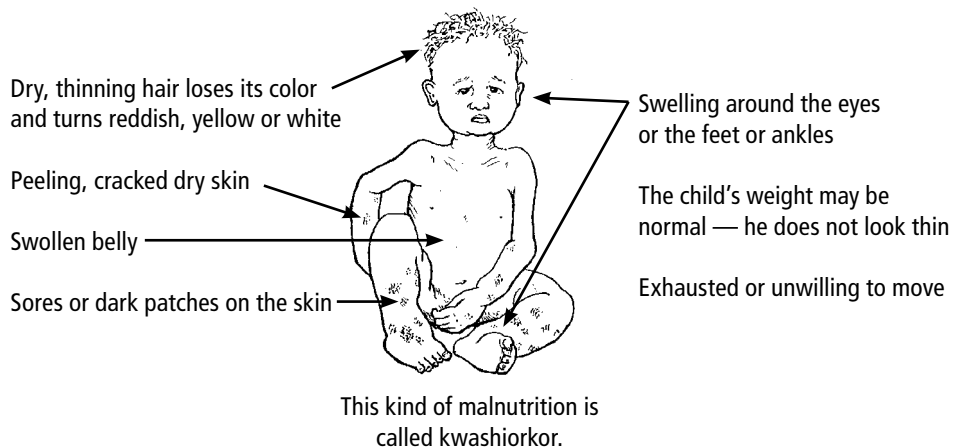 Dry, thinning hair loses its color
and turns reddish, yellow or white
Peeling, cracked dry skin
Swollen belly
Sores or dark patches on the skin
Swelling around the eyes
or the feet or ankles
The child’s weight may be
normal — he does not look thin
Exhausted or unwilling to move
This kind of malnutrition is
called kwashiorkor.